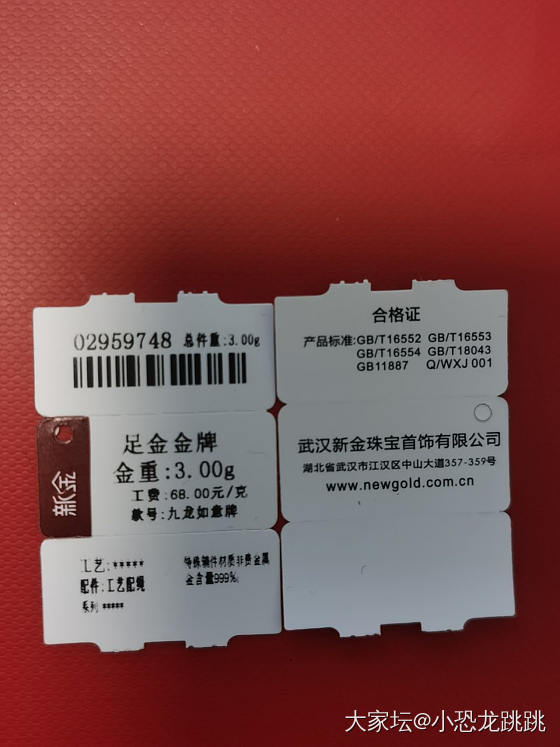 02959748 总件重:3.00g
足金金牌
金重:3.00g
工费:68.00元/克
款号:九龙如意牌
新金
工艺:*****
配件:工艺配绳
系列 *****
特殊辅件材质非贵金属
金含量999‰
合格证
产品标准:GB/T16552 GB/T16553
GB/T16554 GB/T18043
GB11887 Q/WXJ 001
武汉新金珠宝首饰有限公司
湖北省武汉市江汉区中山大道357-359号
www.newgold.com.cn
大家坛@小恐龙跳跳